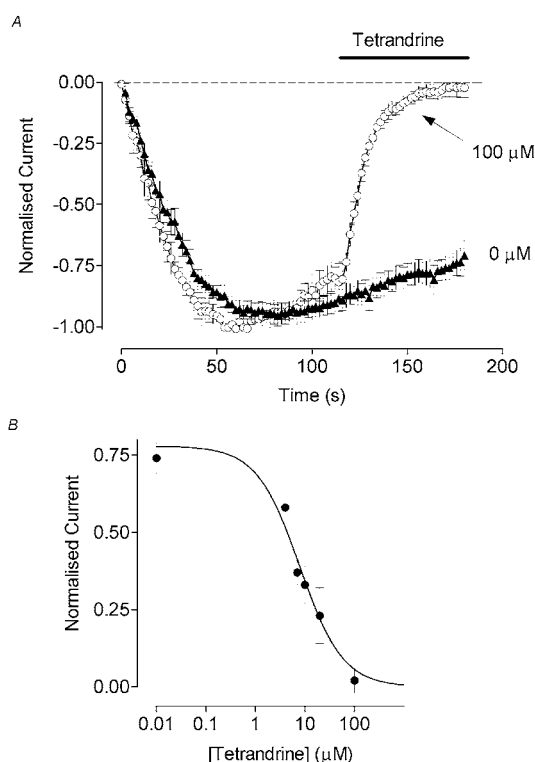 A
Tetrandrine
0.00
-0.25
-0.50
-0.75
-1.00
Normalised Current
100 µM
0 µM
0 50 100 150 200
Time (s)
B
0.75
0.50
0.25
0.00
Normalised Current
0.01 0.1 1 10 100
[Tetrandrine] (µM)